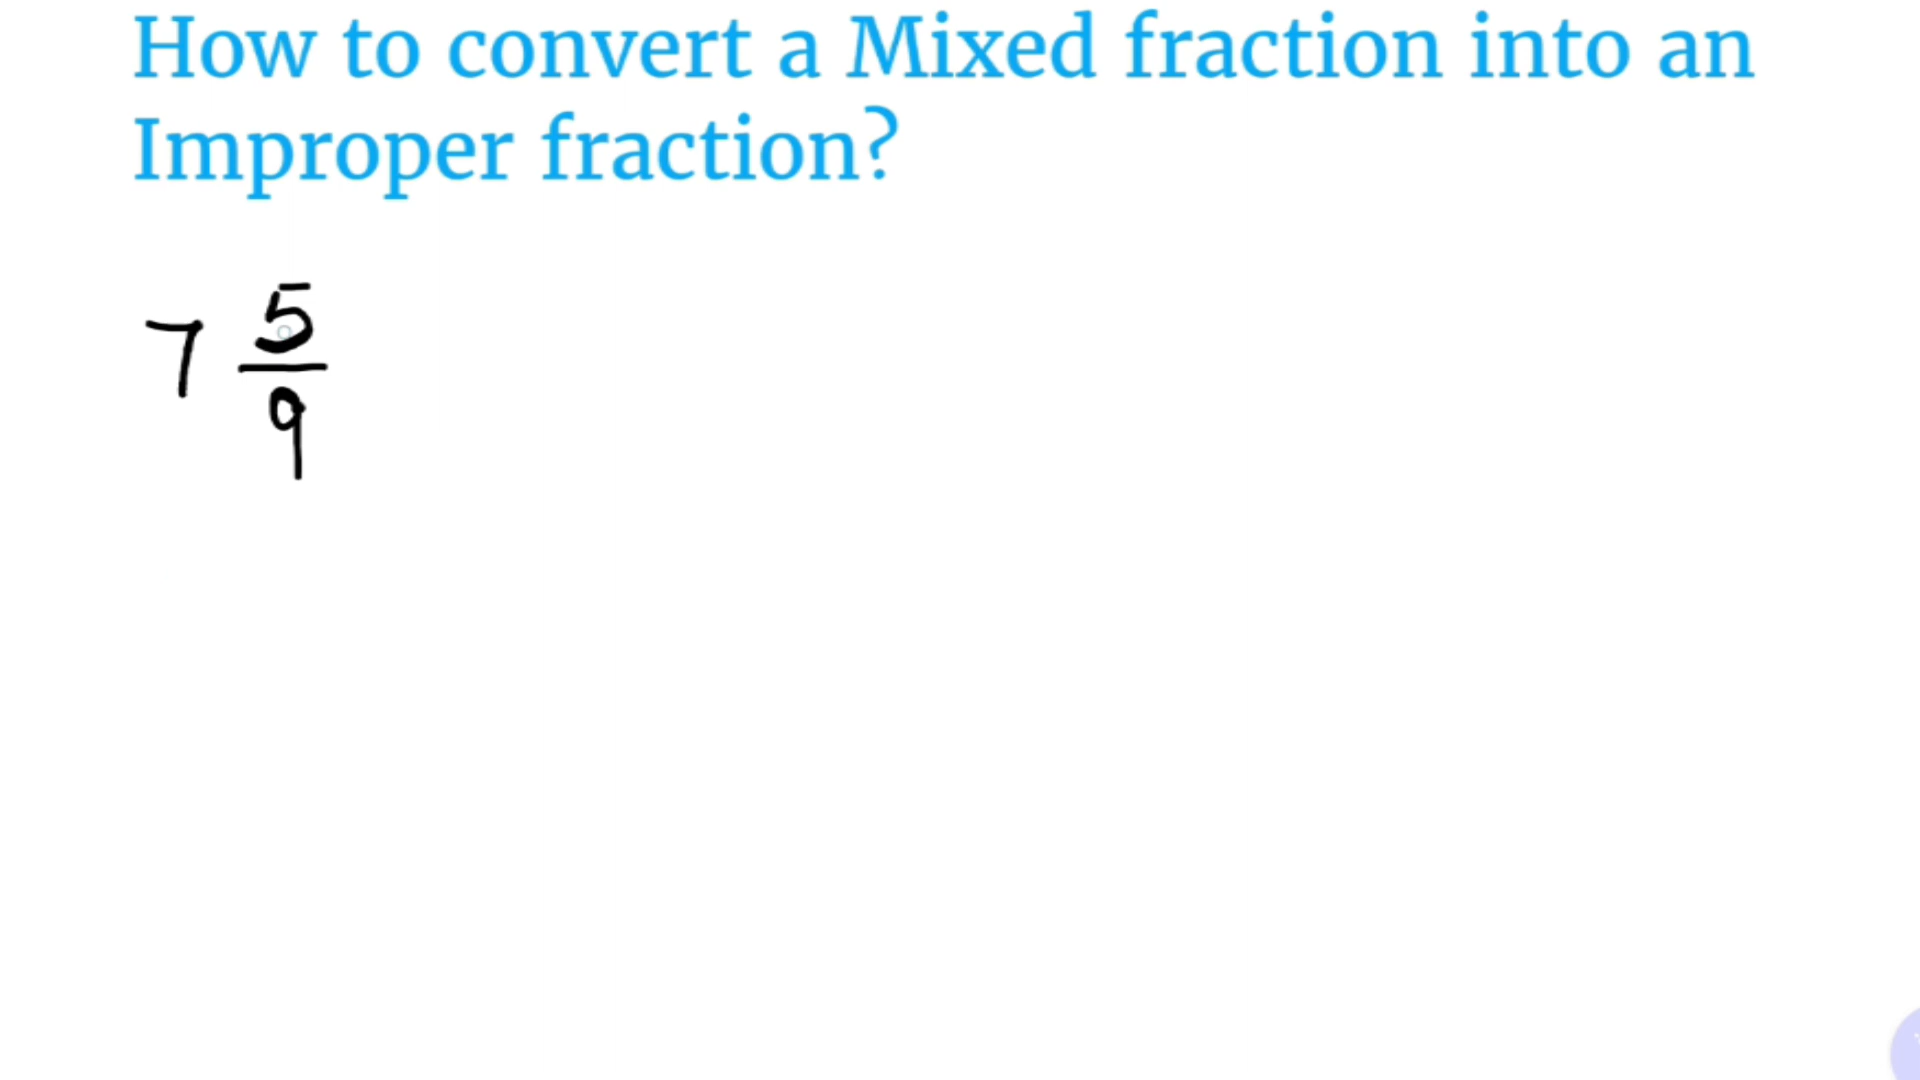 How to convert a Mixed fraction into an
Improper fraction?
7 5/9